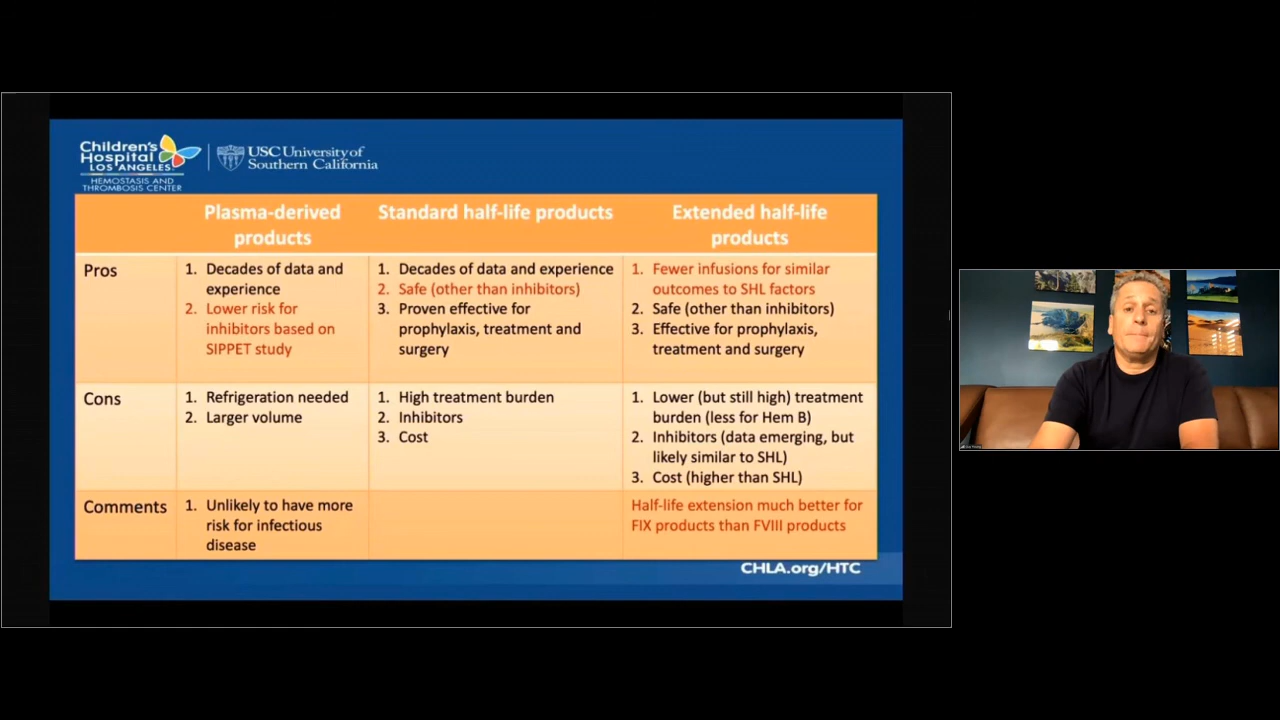 Children's
Hospital
LOS ANGELES
HEMOSTASIS AND
THROMBOSIS CENTER
USC University of
Southern California
Plasma-derived
products
Standard half-life products
Extended half-life
products
Pros
1. Decades of data and
experience
2. Lower risk for
inhibitors based on
SIPPET study
1. Decades of data and experience
2. Safe (other than inhibitors)
3. Proven effective for
prophylaxis, treatment and
surgery
1. Fewer infusions for similar
outcomes to SHL factors
2. Safe (other than inhibitors)
3. Effective for prophylaxis,
treatment and surgery
Cons
1. Refrigeration needed
2. Larger volume
1. High treatment burden
2. Inhibitors
3. Cost
1. Lower (but still high) treatment
burden (less for Hem B)
2. Inhibitors (data emerging, but
likely similar to SHL)
3. Cost (higher than SHL)
Comments
1. Unlikely to have more
risk for infectious
disease
Half-life extension much better for
FIX products than FVIII products
CHLA.org/HTC